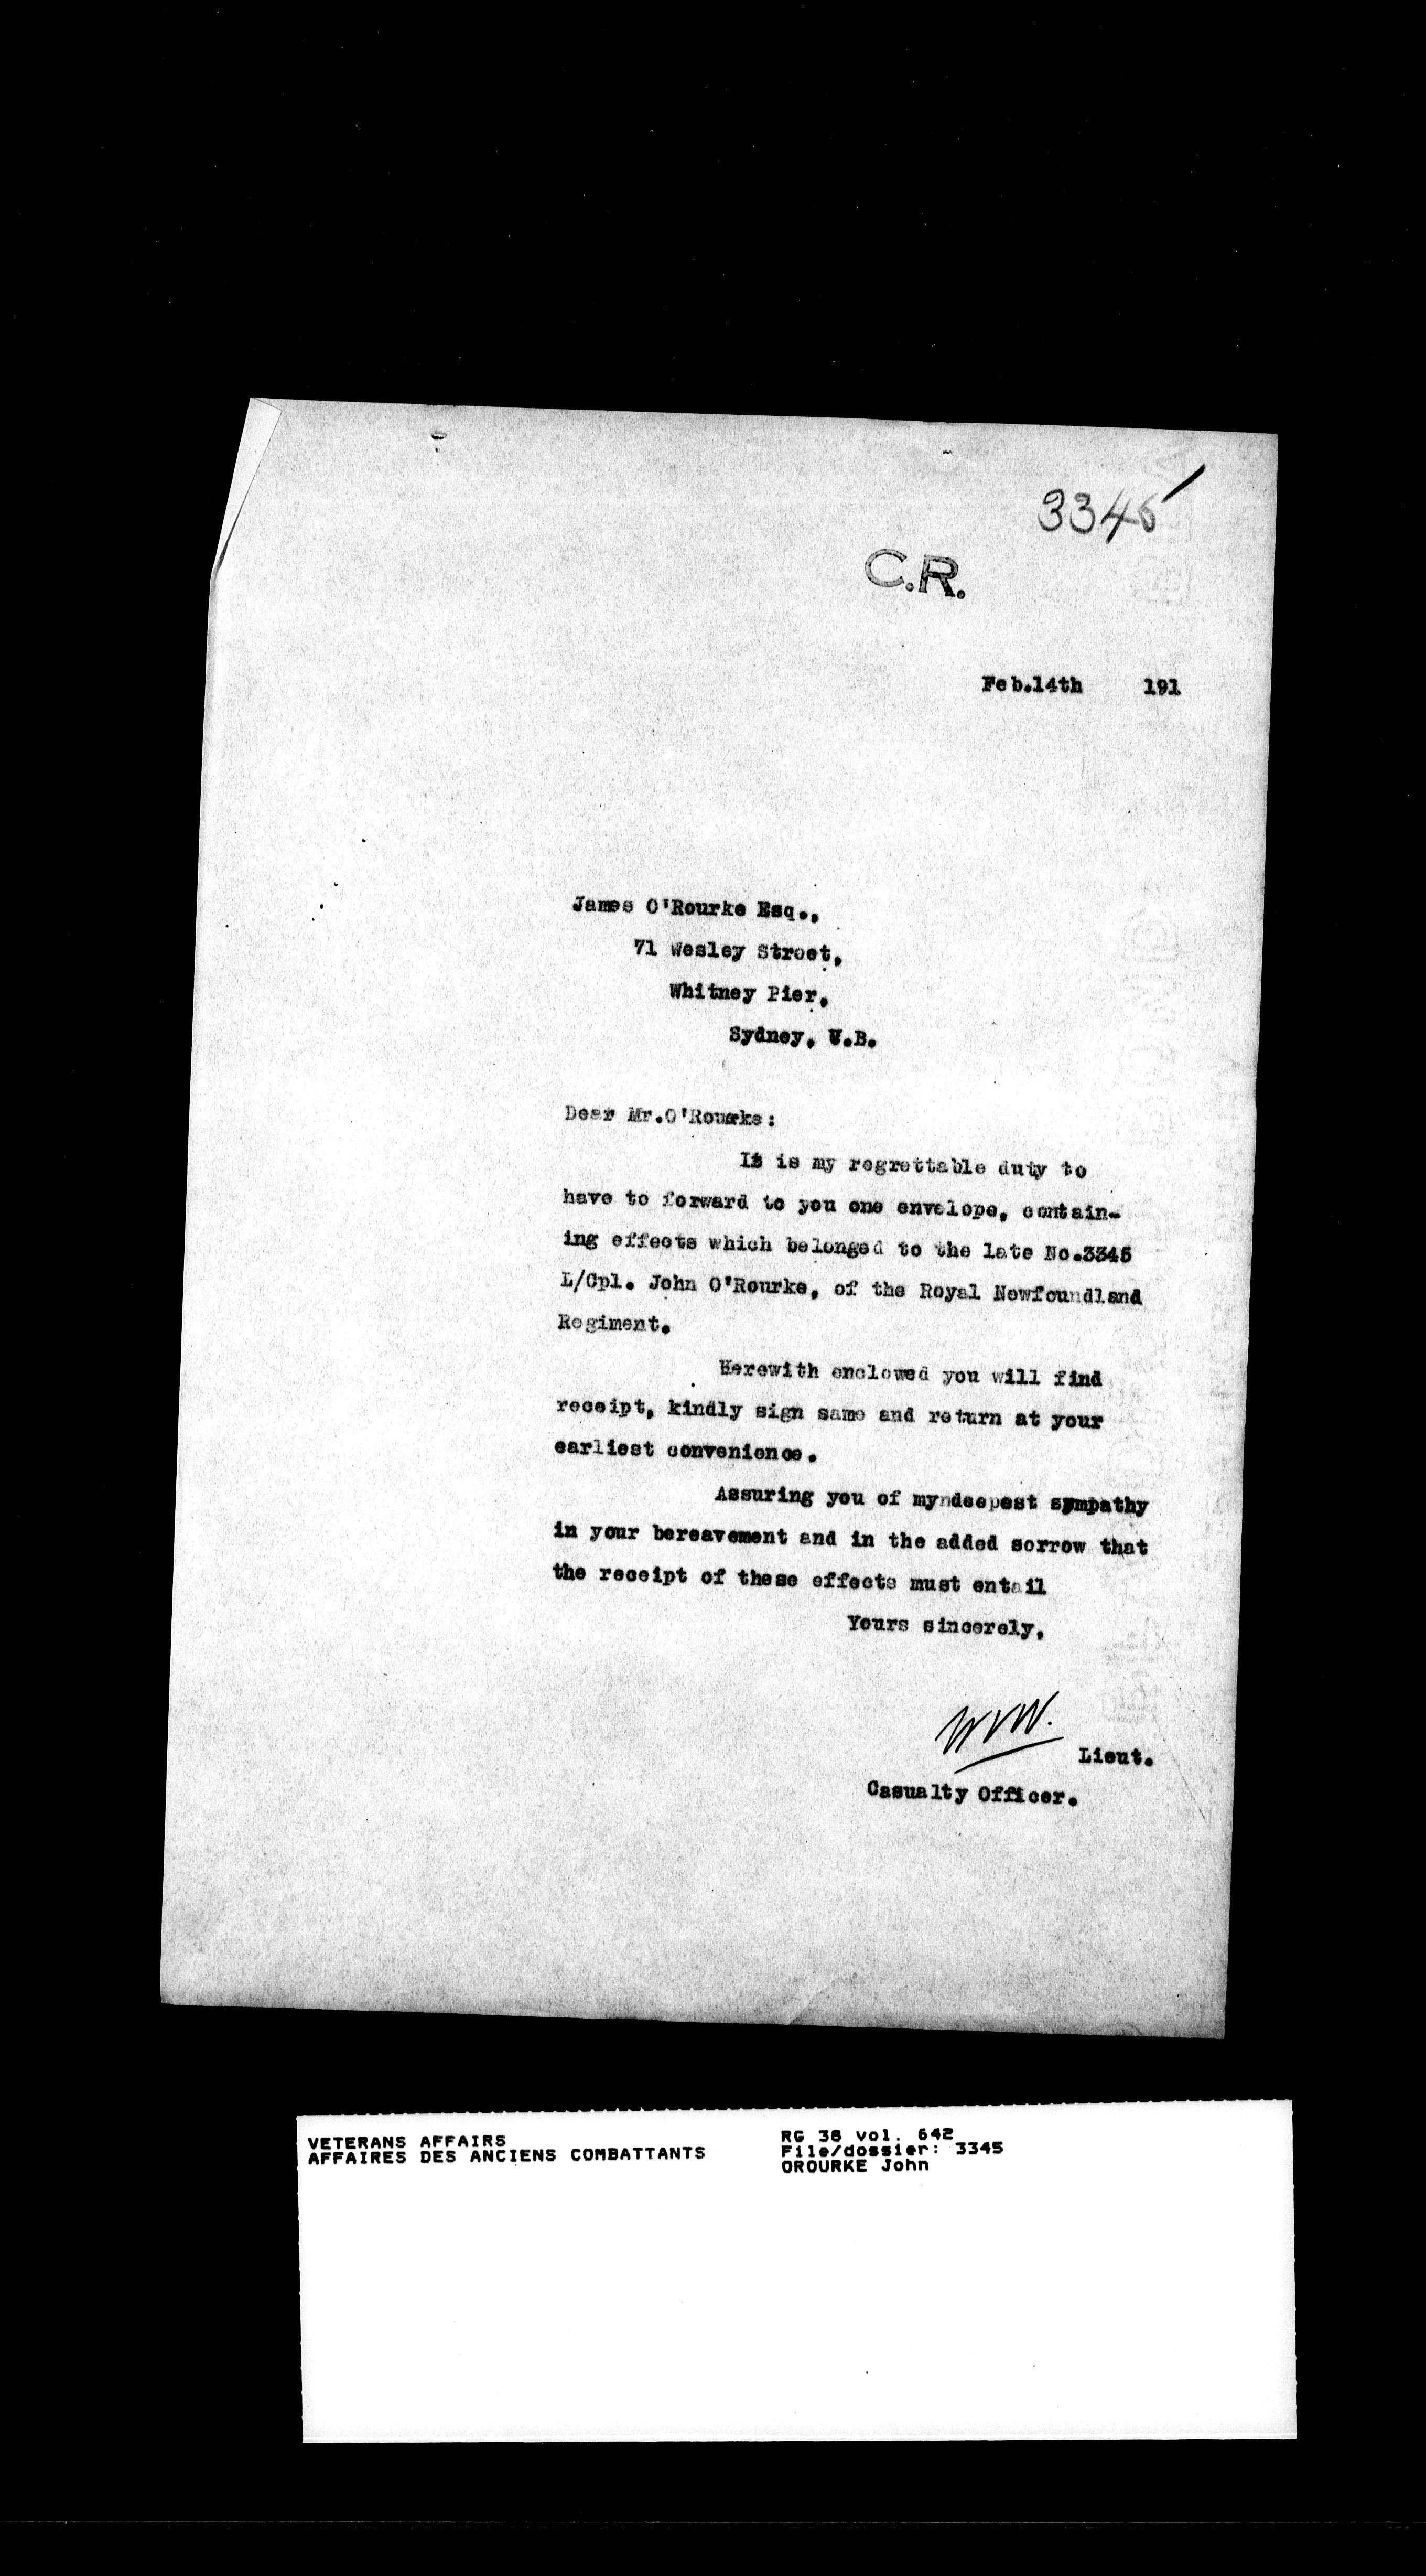 3345
C.R.
Feb.14th 191
James O'Rourke Esq.,
71 Wesley Street,
Whitney Pier,
Sydney, C.B.
Dear Mr.O'Rourke:
It is my regrettable duty to
have to forward to you one envelope, contain-
ing effects which belonged to the late No.3345
L/Cpl. John O'Rourke, of the Royal Newfoundland
Regiment.
Herewith enclowed you will find
receipt, kindly sign same and return at your
earliest convenience.
Assuring you of myndeepest sympathy
in your bereavement and in the added sorrow that
the receipt of these effects must entail
Yours sincerely,
Lieut.
Casualty Officer.
VETERANS AFFAIRS
AFFAIRES DES ANCIENS COMBATTANTS
RG 38 vol. 642
File/dossier: 3345
OROURKE John